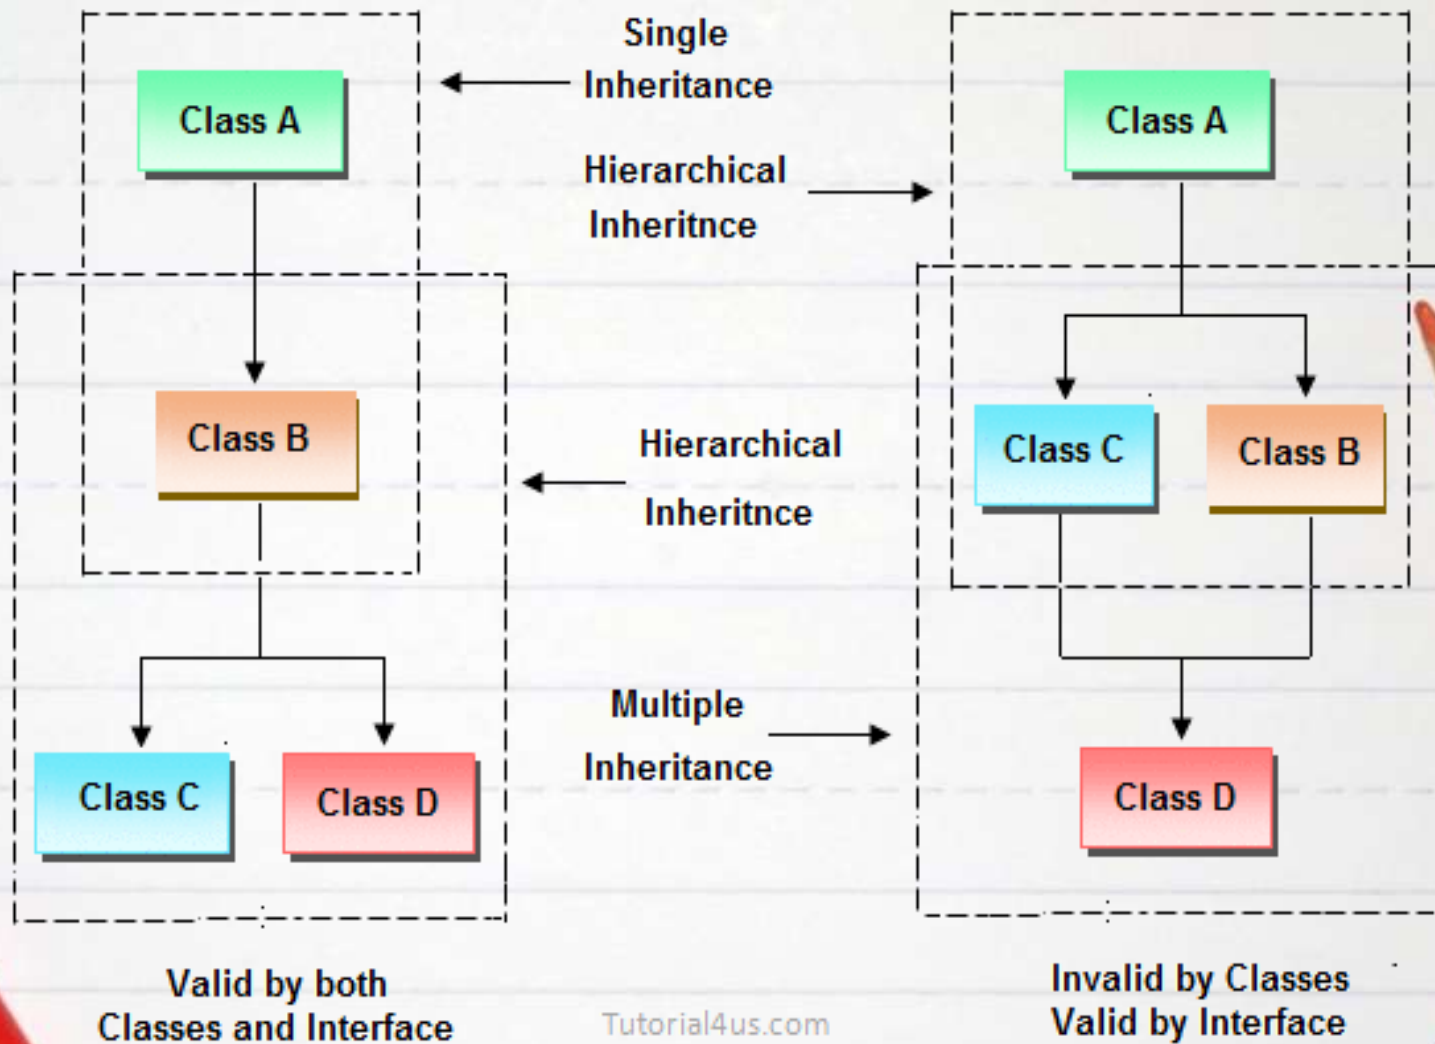 Single
Inheritance
Class A
Class A
Hierarchical
Inheritnce
Class B
Hierarchical
Inheritnce
Class C
Class B
Multiple
Inheritance
Class C
Class D
Class D
Valid by both
Classes and Interface
Tutorial4us.com
Invalid by Classes
Valid by Interface